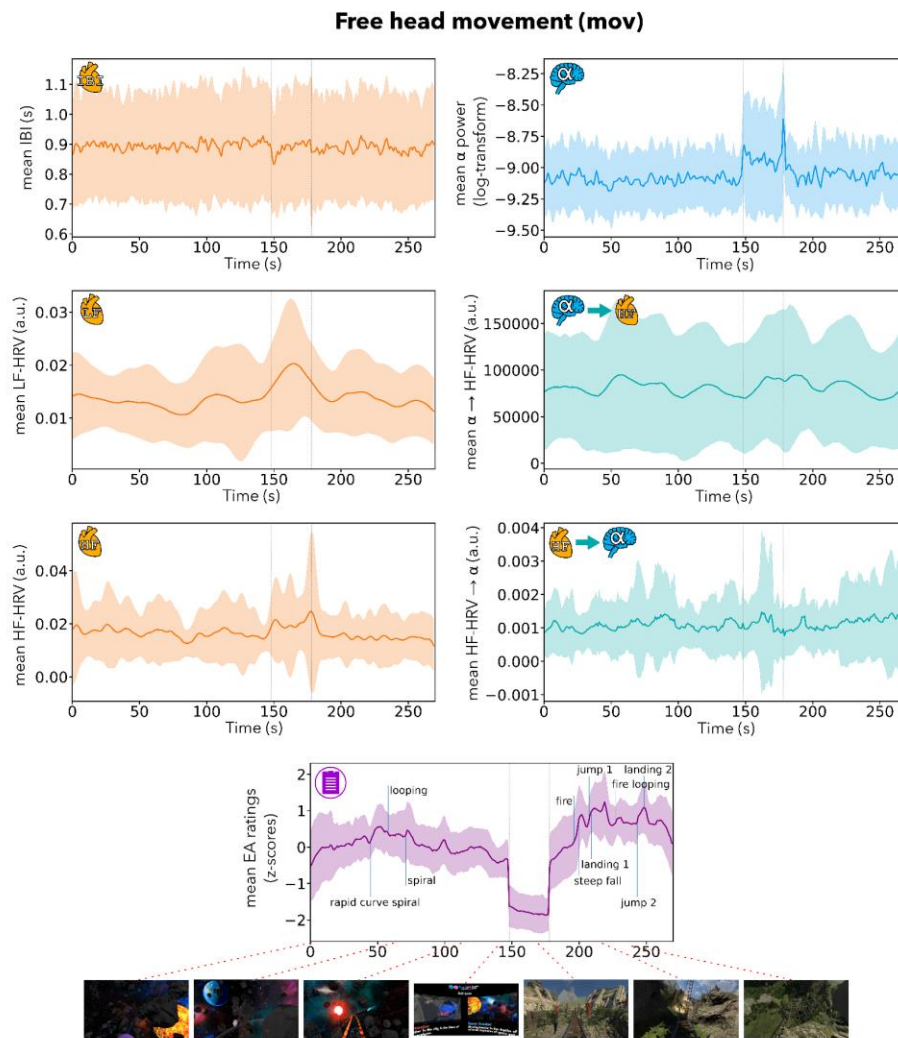 Free head movement (mov)
IBI
mean IBI (s)
1.1
1.0
0.9
0.8
0.7
0.6
0 50 100 150 200 250
Time (s)
α
mean α power
(log-transform)
−8.25
−8.50
−8.75
−9.00
−9.25
−9.50
0 50 100 150 200 250
Time (s)
LF
mean LF-HRV (a.u.)
0.03
0.02
0.01
0 50 100 150 200 250
Time (s)
α HF
mean α → HF-HRV (a.u.)
150000
100000
50000
0
0 50 100 150 200 250
Time (s)
HF
mean HF-HRV (a.u.)
0.04
0.02
0.00
0 50 100 150 200 250
Time (s)
HF α
mean HF-HRV → α (a.u.)
0.004
0.003
0.002
0.001
0.000
−0.001
0 50 100 150 200 250
Time (s)
mean EA ratings
(z-scores)
2
1
0
−1
−2
looping
rapid curve spiral
spiral
fire
jump 1
landing 1
steep fall
landing 2
fire looping
jump 2
0 50 100 150 200 250